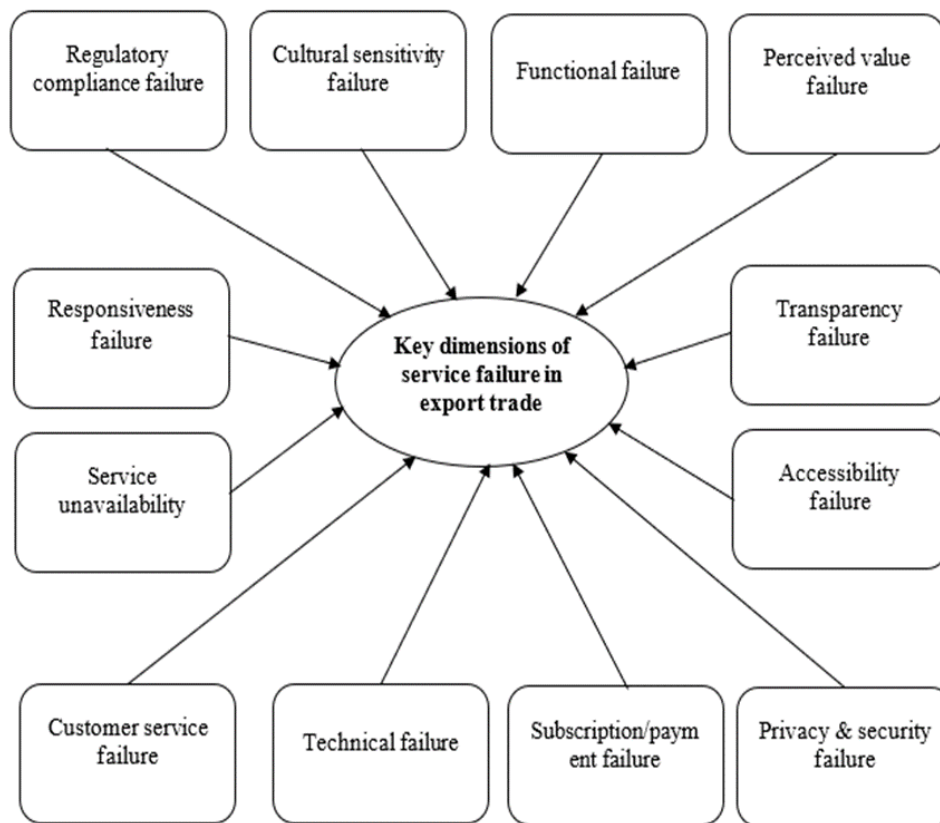 Regulatory
compliance failure
Cultural sensitivity
failure
Functional failure
Perceived value
failure
Responsiveness
failure
Key dimensions of
service failure in
export trade
Transparency
failure
Service
unavailability
Accessibility
failure
Customer service
failure
Technical failure
Subscription/paym
ent failure
Privacy & security
failure